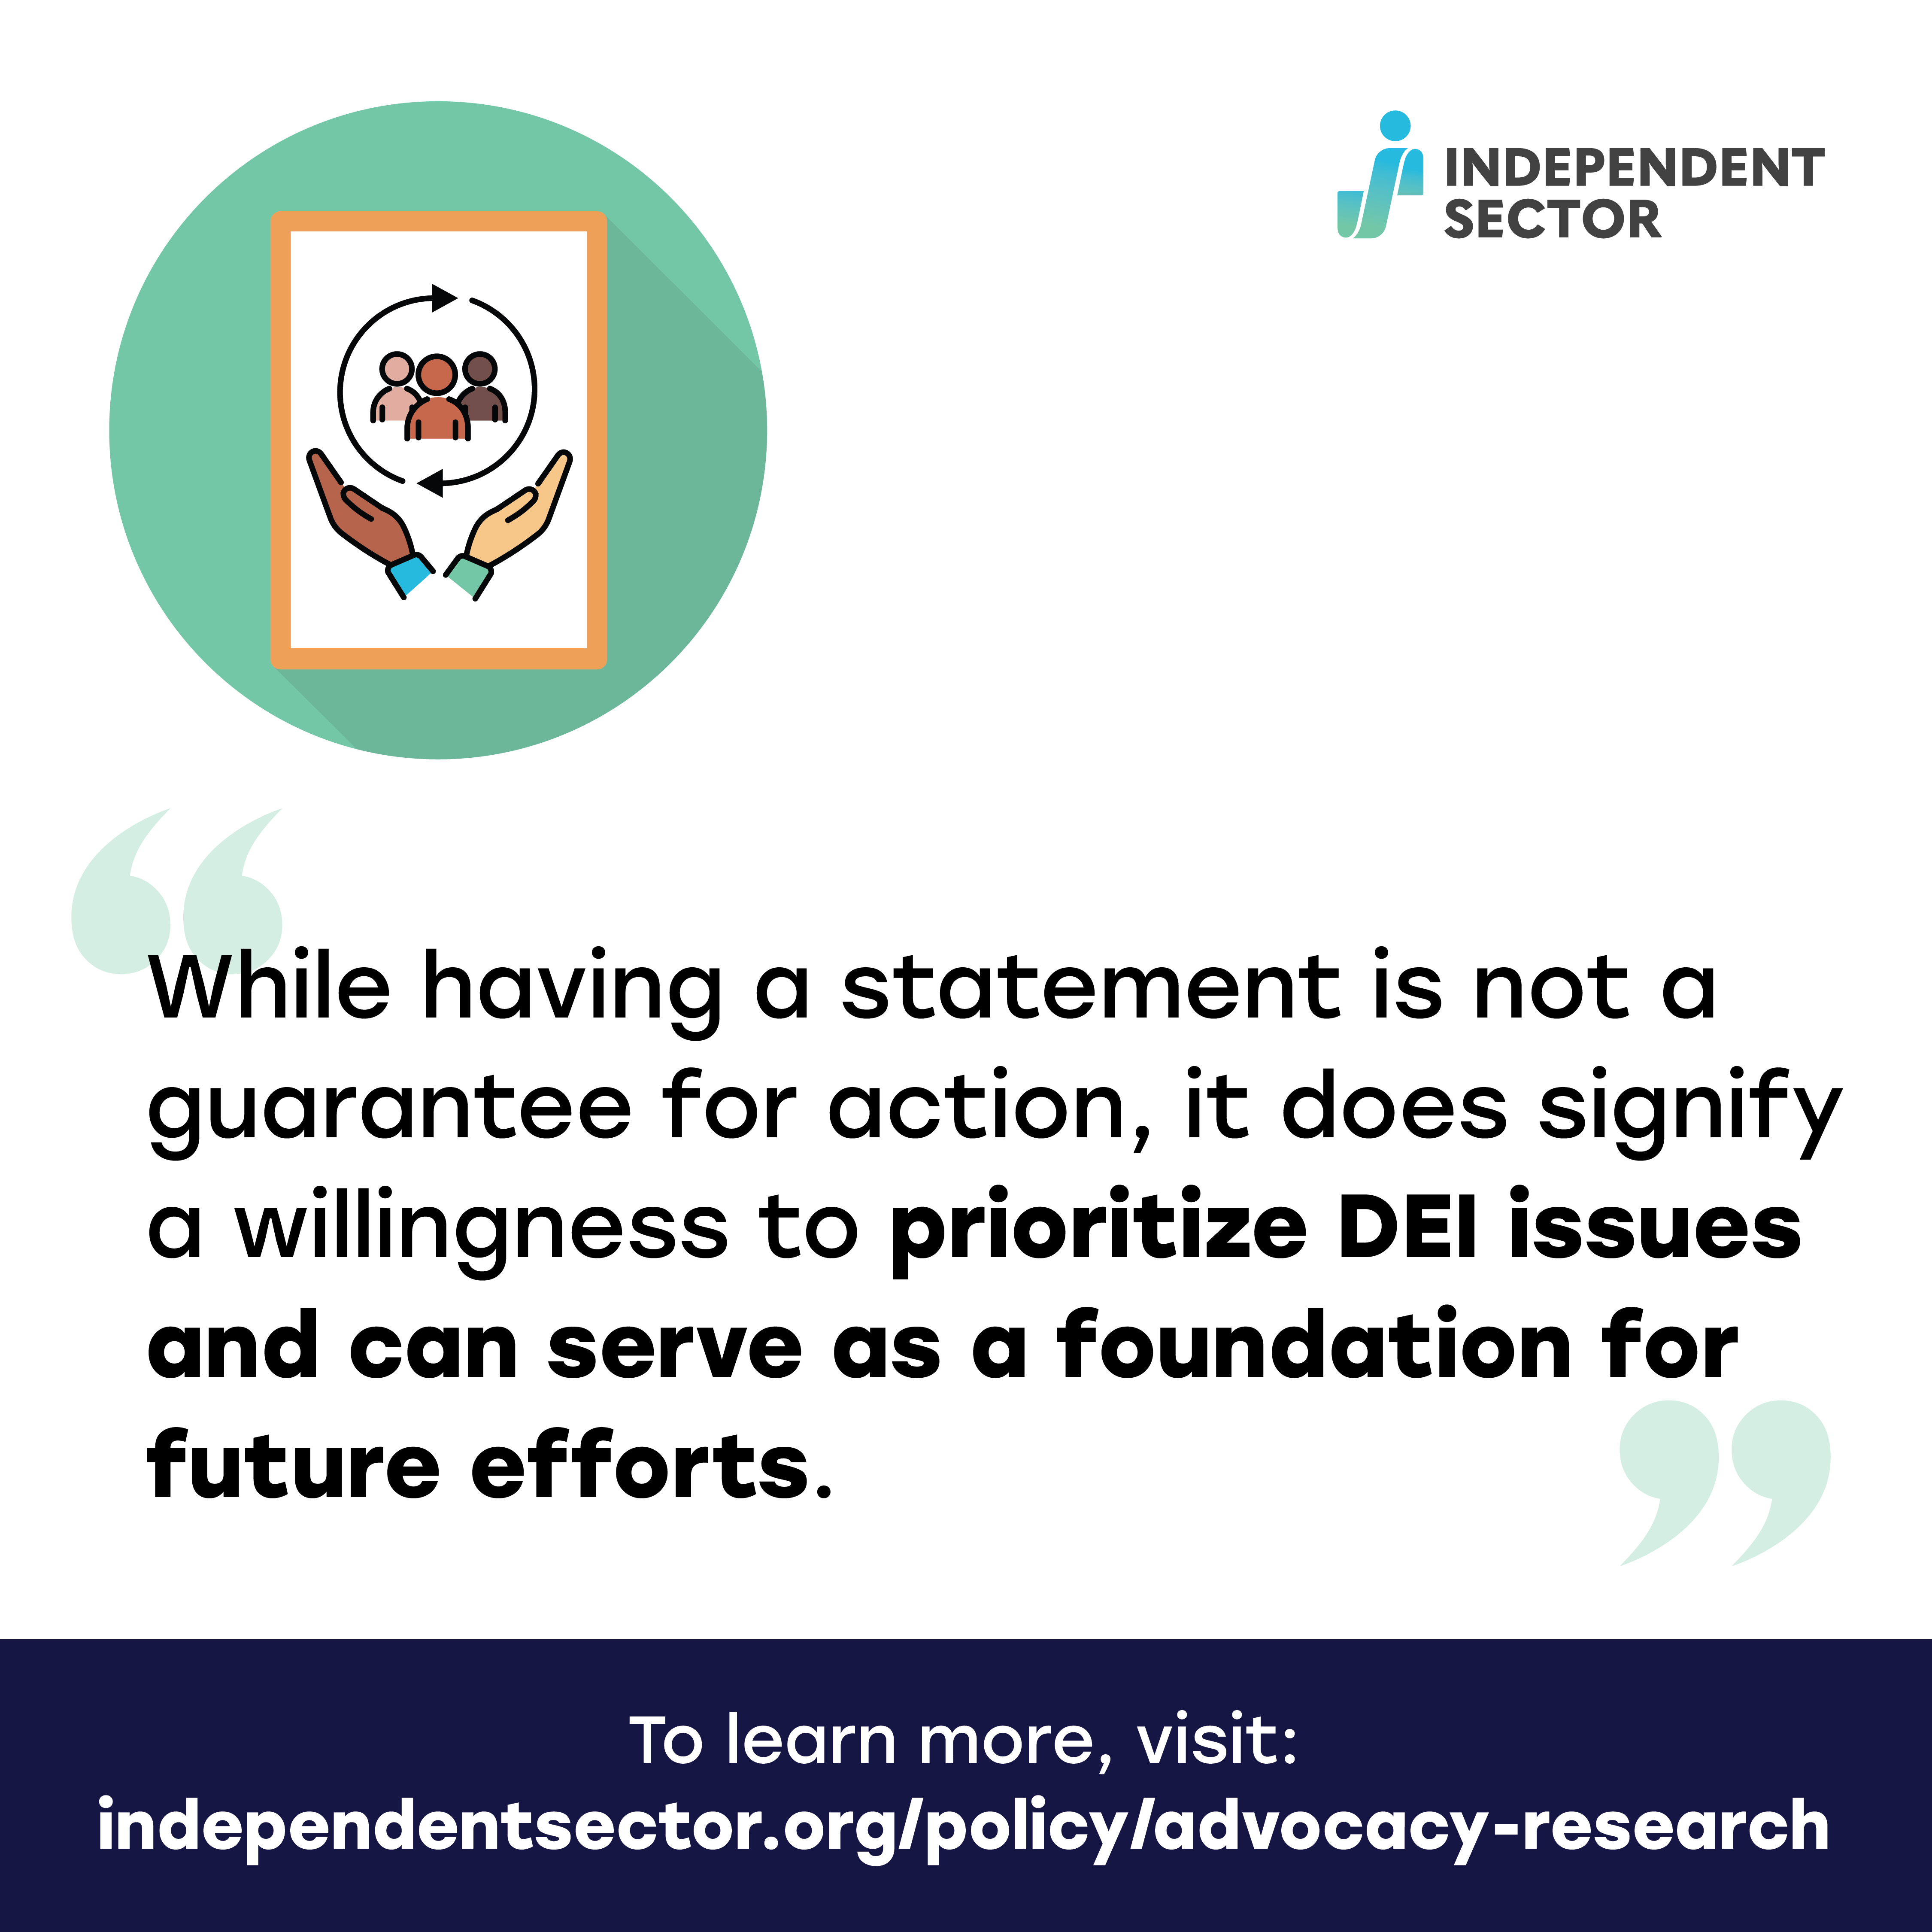 INDEPENDENT
SECTOR
“While having a statement is not a
guarantee for action, it does signify
a willingness to prioritize DEI issues
and can serve as a foundation for
future efforts.”
To learn more, visit:
independentsector.org/policy/advocacy-research